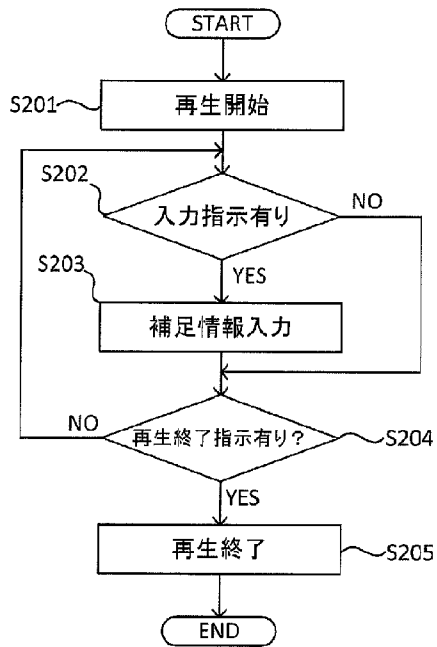 START
S201
再生開始
S202
入力指示有り
NO
YES
S203
補足情報入力
NO
再生終了指示有り?
S204
YES
再生終了
S205
END